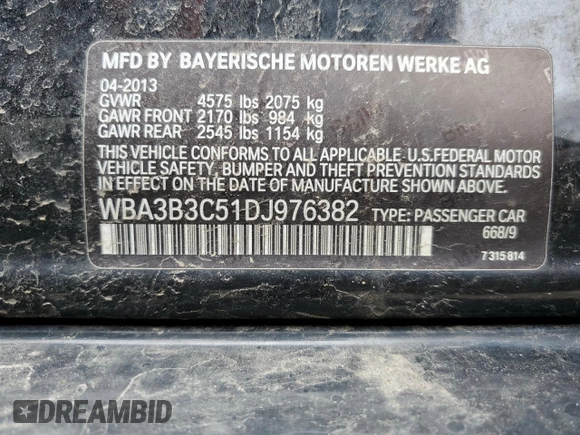 MFD BY BAYERISCHE MOTOREN WERKE AG
04-2013
GVWR 4575 lbs 2075 kg
GAWR FRONT 2170 lbs 984 kg
GAWR REAR 2545 lbs 1154 kg
THIS VEHICLE CONFORMS TO ALL APPLICABLE U.S.FEDERAL MOTOR
VEHICLE SAFETY, BUMPER AND THEFT PREVENTION STANDARDS
IN EFFECT ON THE DATE OF MANUFACTURE SHOWN ABOVE.
WBA3B3C51DJ976382 TYPE: PASSENGER CAR
668/9
7 315 814
DREAMBID